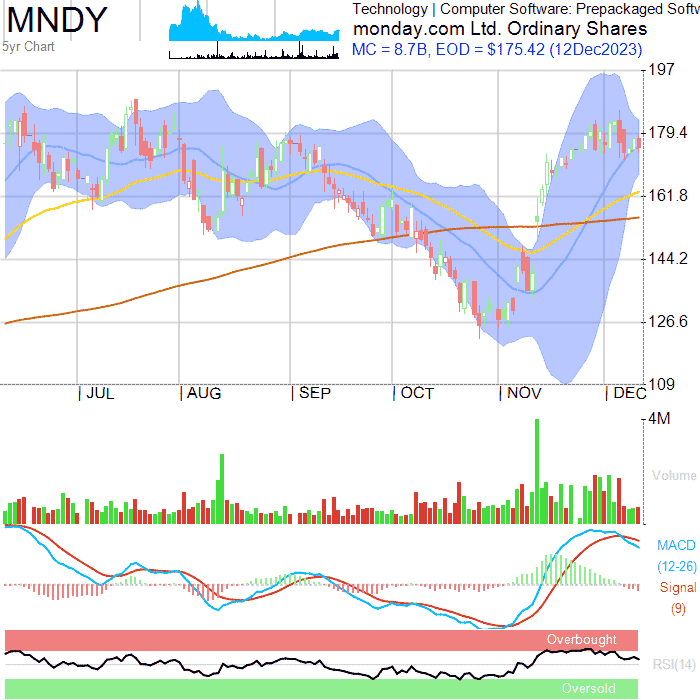 MNDY
5yr Chart
Technology | Computer Software: Prepackaged Softw
monday.com Ltd. Ordinary Shares
MC = 8.7B, EOD = $175.42 (12Dec2023)
197
179.4
161.8
144.2
126.6
109
| JUL | AUG | SEP | OCT | NOV | DEC
4M
Volume
MACD
(12-26)
Signal
(9)
Overbought
RSI(14)
Oversold